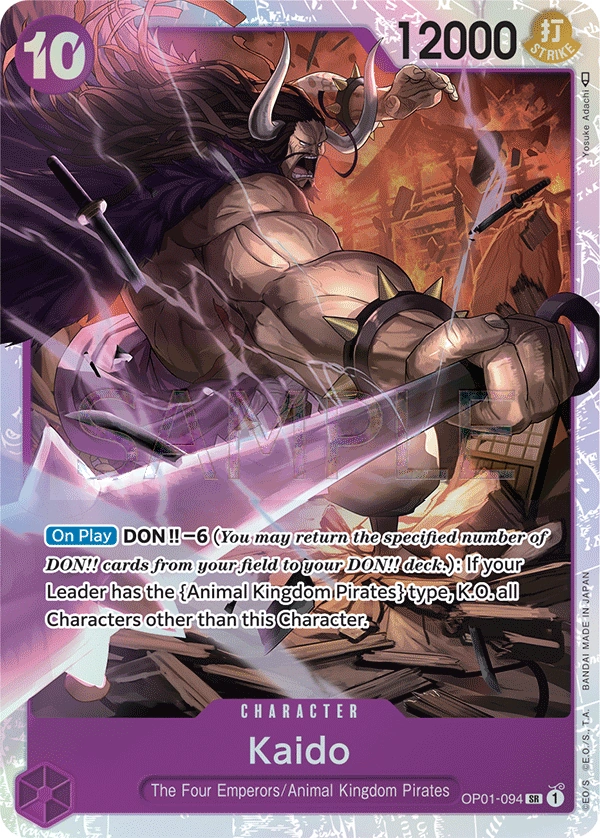 10
12000
打
STRIKE
Yosuke Adachi
SAMPLE
On Play DON!! −6 (You may return the specified number of
DON!! cards from your field to your DON!! deck.): If your
Leader has the {Animal Kingdom Pirates} type, K.O. all
Characters other than this Character.
©E.O./S. ©E.O./S., T.A. BANDAI MADE IN JAPAN
CHARACTER
Kaido
The Four Emperors/Animal Kingdom Pirates
OP01-094 SR 1